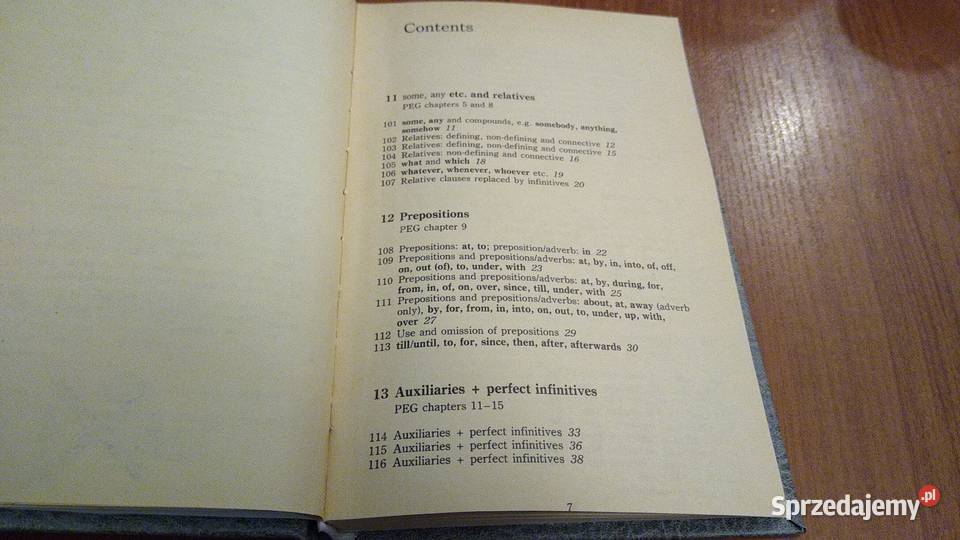 Contents
11 some, any etc. and relatives
PEG chapters 5 and 8
101 some, any and compounds, e.g. somebody, anything,
somehow 11
102 Relatives: defining, non-defining and connective 12
103 Relatives: defining, non-defining and connective 15
104 Relatives: non-defining and connective 16
105 what and which 18
106 whatever, whenever, whoever etc. 19
107 Relative clauses replaced by infinitives 20
12 Prepositions
PEG chapter 9
108 Prepositions: at, to; preposition/adverb: in 22
109 Prepositions and prepositions/adverbs: at, by, in, into, of, off,
on, out (of), to, under, with 23
110 Prepositions and prepositions/adverbs: at, by, during, for,
from, in, of, on, over, since, till, under, with 25
111 Prepositions and prepositions/adverbs: about, at, away (adverb
only), by, for, from, in, into, on, out, to, under, up, with,
over 27
112 Use and omission of prepositions 29
113 till/until, to, for, since, then, after, afterwards 30
13 Auxiliaries + perfect infinitives
PEG chapters 11–15
114 Auxiliaries + perfect infinitives 33
115 Auxiliaries + perfect infinitives 36
116 Auxiliaries + perfect infinitives 38
7
Sprzedajemy.pl